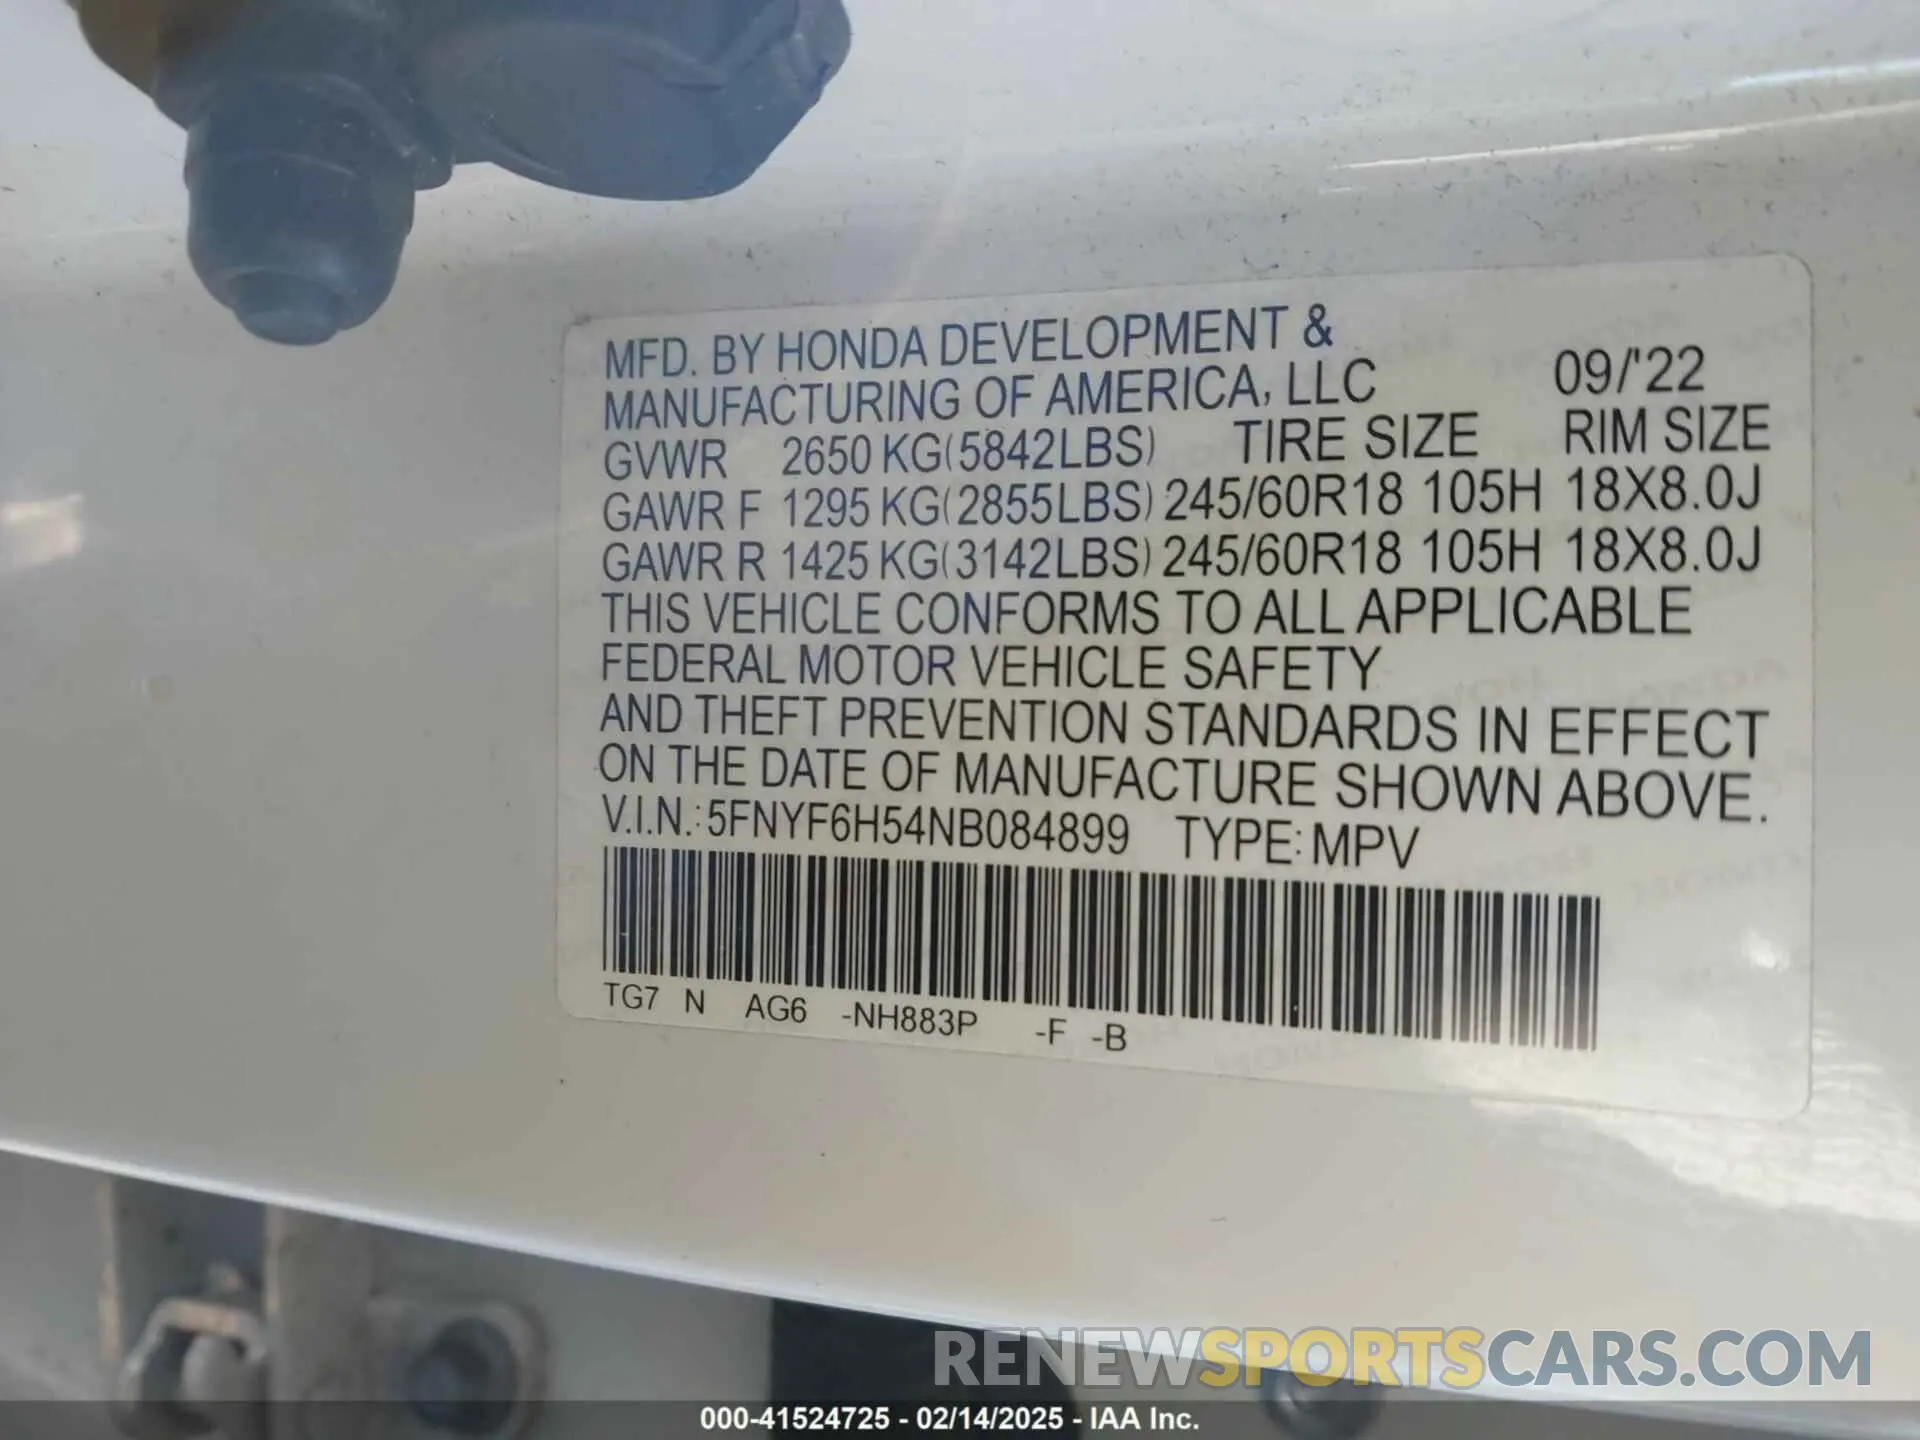 MFD. BY HONDA DEVELOPMENT &
MANUFACTURING OF AMERICA, LLC 09/'22
GVWR 2650 KG(5842LBS) TIRE SIZE RIM SIZE
GAWR F 1295 KG(2855LBS) 245/60R18 105H 18X8.0J
GAWR R 1425 KG(3142LBS) 245/60R18 105H 18X8.0J
THIS VEHICLE CONFORMS TO ALL APPLICABLE
FEDERAL MOTOR VEHICLE SAFETY
AND THEFT PREVENTION STANDARDS IN EFFECT
ON THE DATE OF MANUFACTURE SHOWN ABOVE.
V.I.N.: 5FNYF6H54NB084899 TYPE: MPV
TG7 N AG6 -NH883P -F -B
RENEWSPORTSCARS.COM
000-41524725 - 02/14/2025 - IAA Inc.